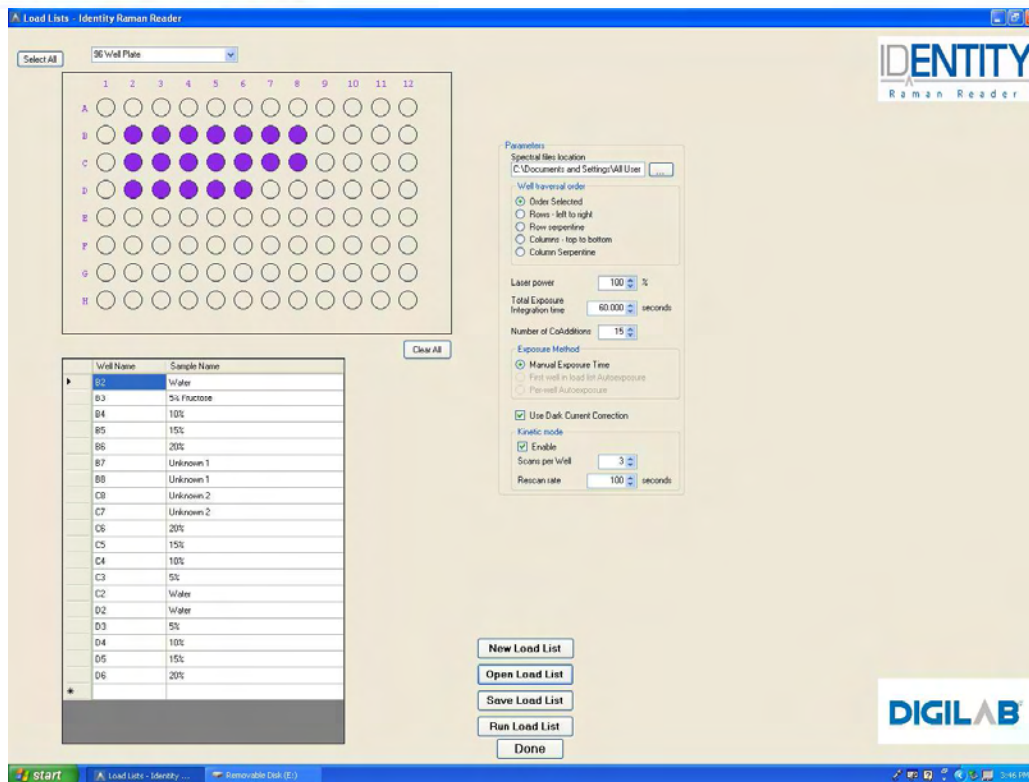 Load Lists - Identity Raman Reader
Select All
96 Well Plate
IDENTITY
Raman Reader
1 2 3 4 5 6 7 8 9 10 11 12
A
B
C
D
E
F
G
H
Parameters
Spectral files location
C:\Documents and Settings\All User
...
Well traversal order
Order Selected
Rows - left to right
Row serpentine
Columns - top to bottom
Column Serpentine
Laser power 100 %
Total Exposure
Integration time 60.000 seconds
Number of CoAdditions 15
Exposure Method
Manual Exposure Time
First well in load list Autoexposure
Per-well Autoexposure
Use Dark Current Correction
Kinetic mode
Enable
Scans per Well 3
Rescan rate 100 seconds
Clear All
Well Name Sample Name
B2 Water
B3 5% Fructose
B4 10%
B5 15%
B6 20%
B7 Unknown 1
B8 Unknown 1
C8 Unknown 2
C7 Unknown 2
C6 20%
C5 15%
C4 10%
C3 5%
C2 Water
D2 Water
D3 5%
D4 10%
D5 15%
D6 20%
New Load List
Open Load List
Save Load List
Run Load List
Done
DIGILAB
start
Load Lists - Identity ...
Removable Disk (E:)
3:46 PM